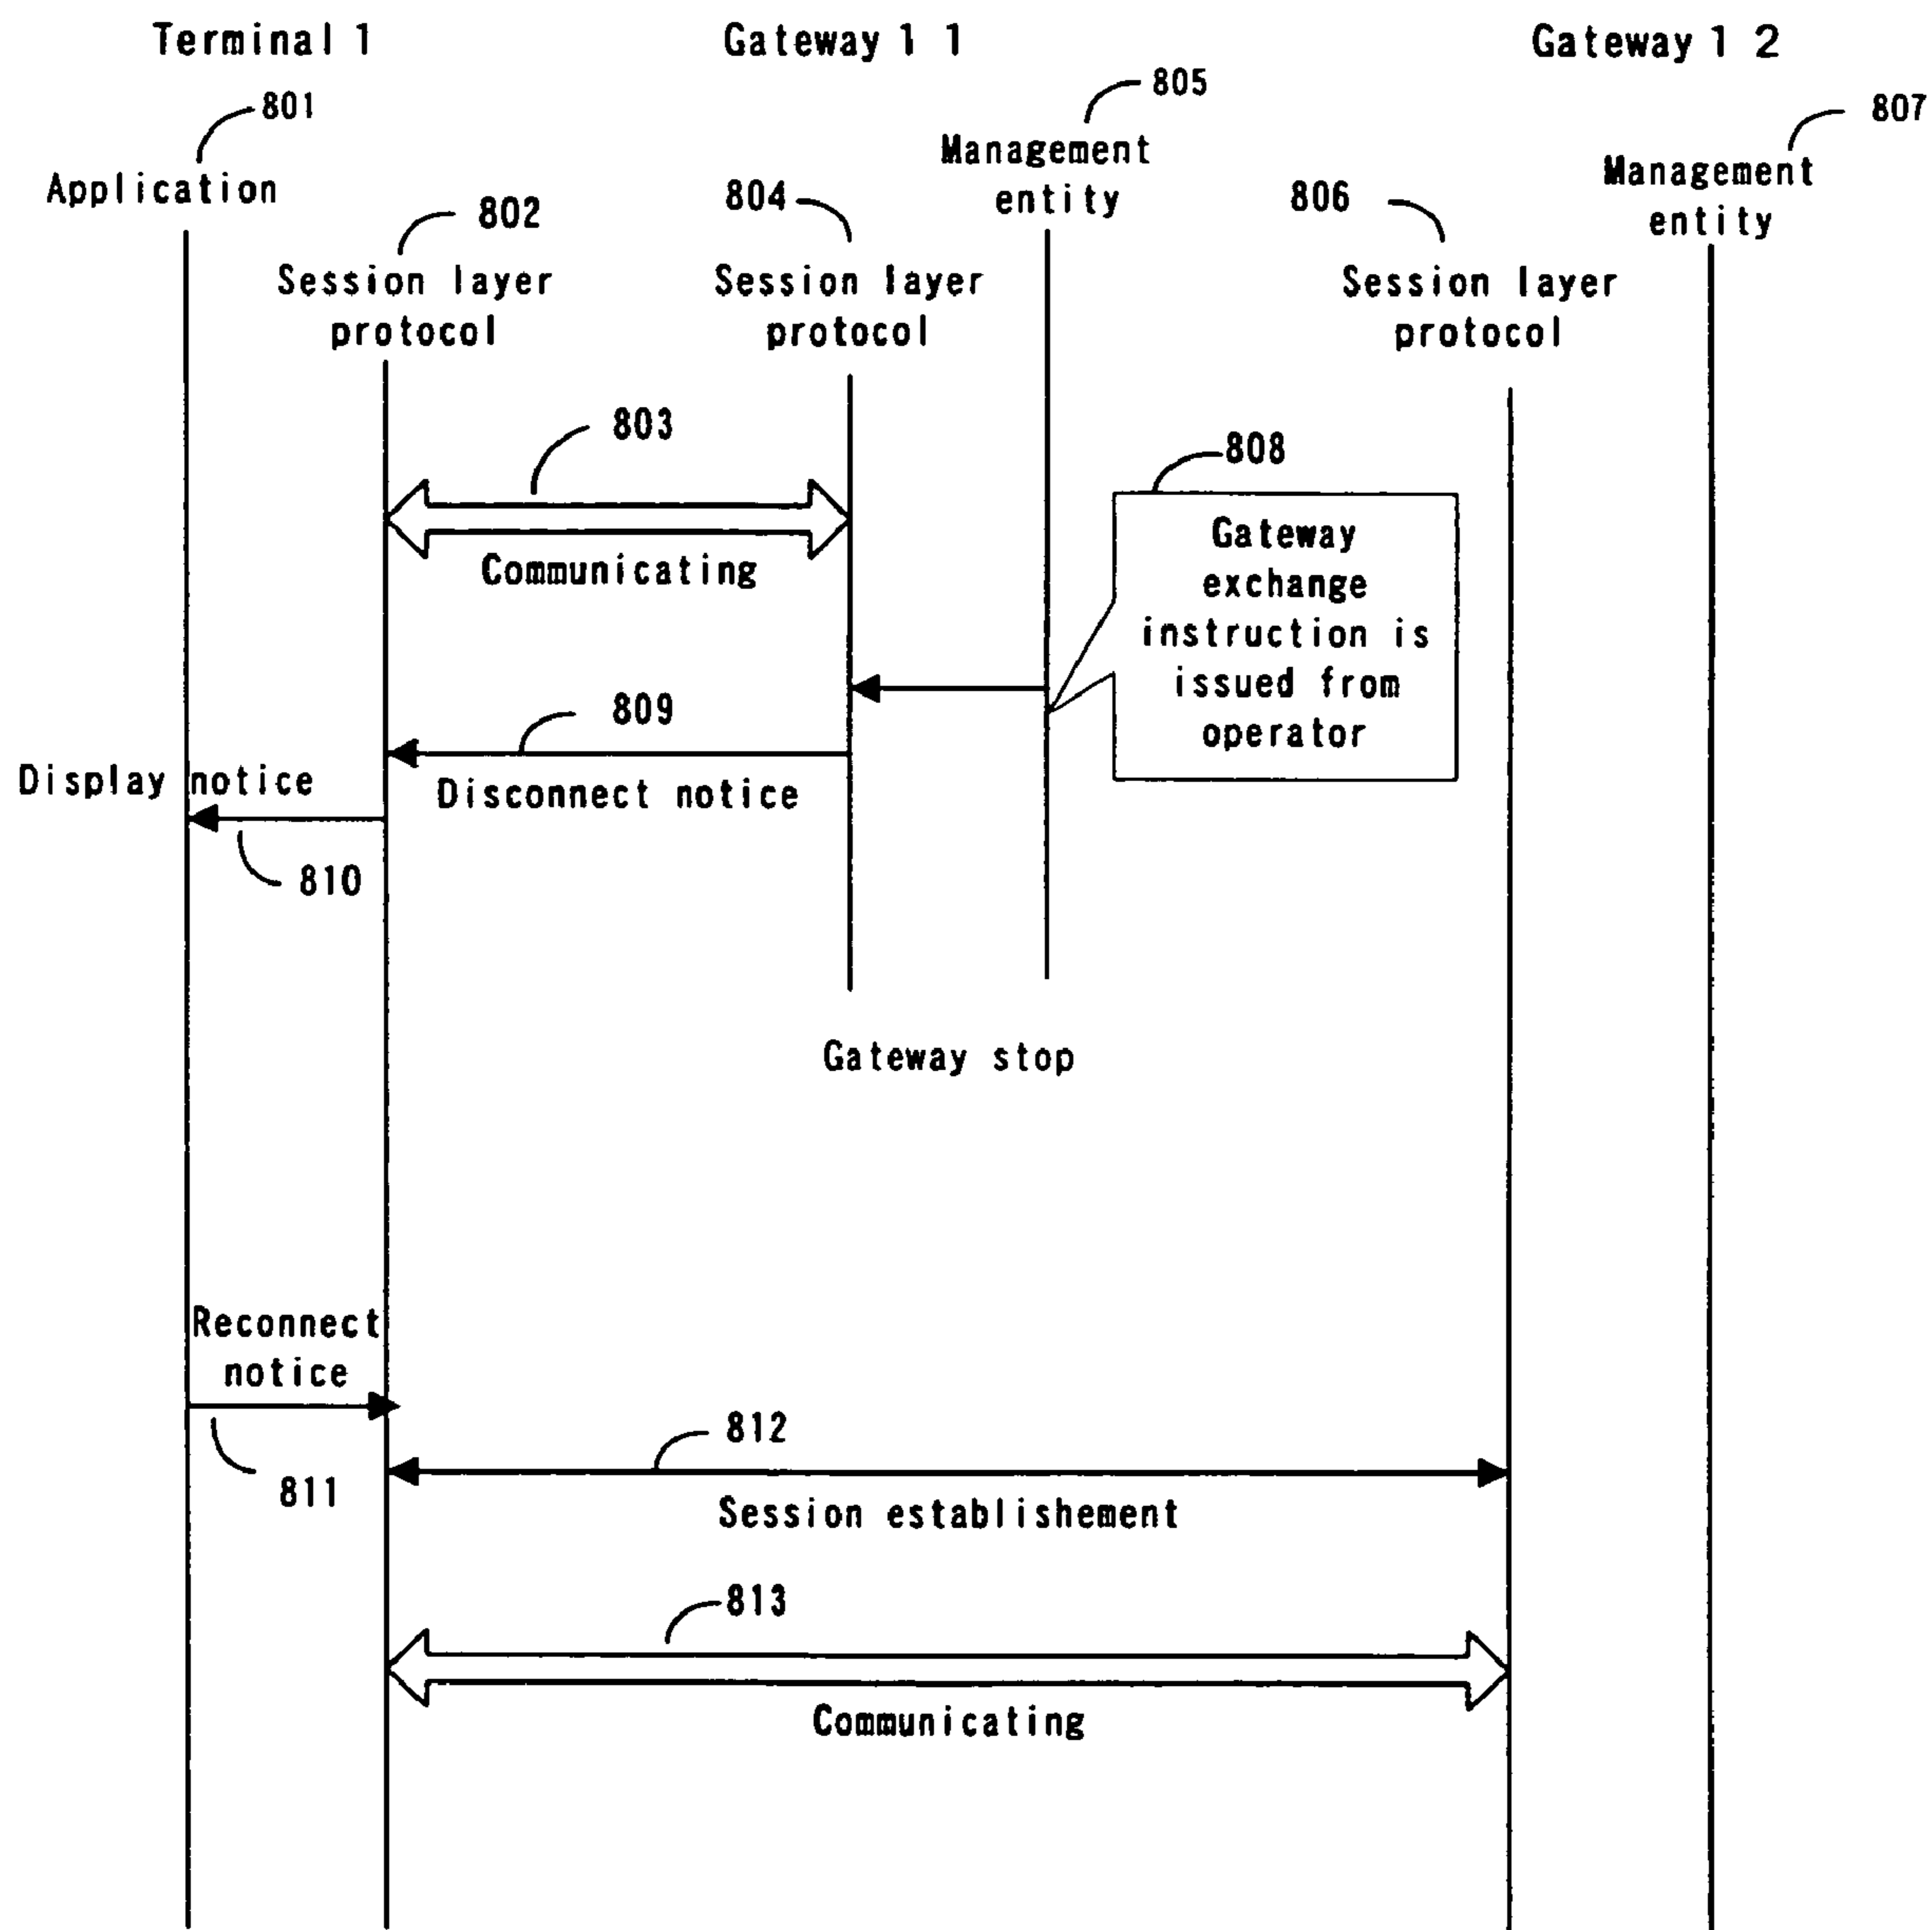 Terminal 1
Gateway 1 1
Gateway 1 2
801
805
807
Application
Management
entity
Management
entity
802
804
806
Session layer
protocol
Session layer
protocol
Session layer
protocol
803
808
Communicating
Gateway
exchange
instruction is
issued from
operator
809
Display notice
Disconnect notice
810
Gateway stop
Reconnect
notice
811
812
Session establishement
813
Communicating